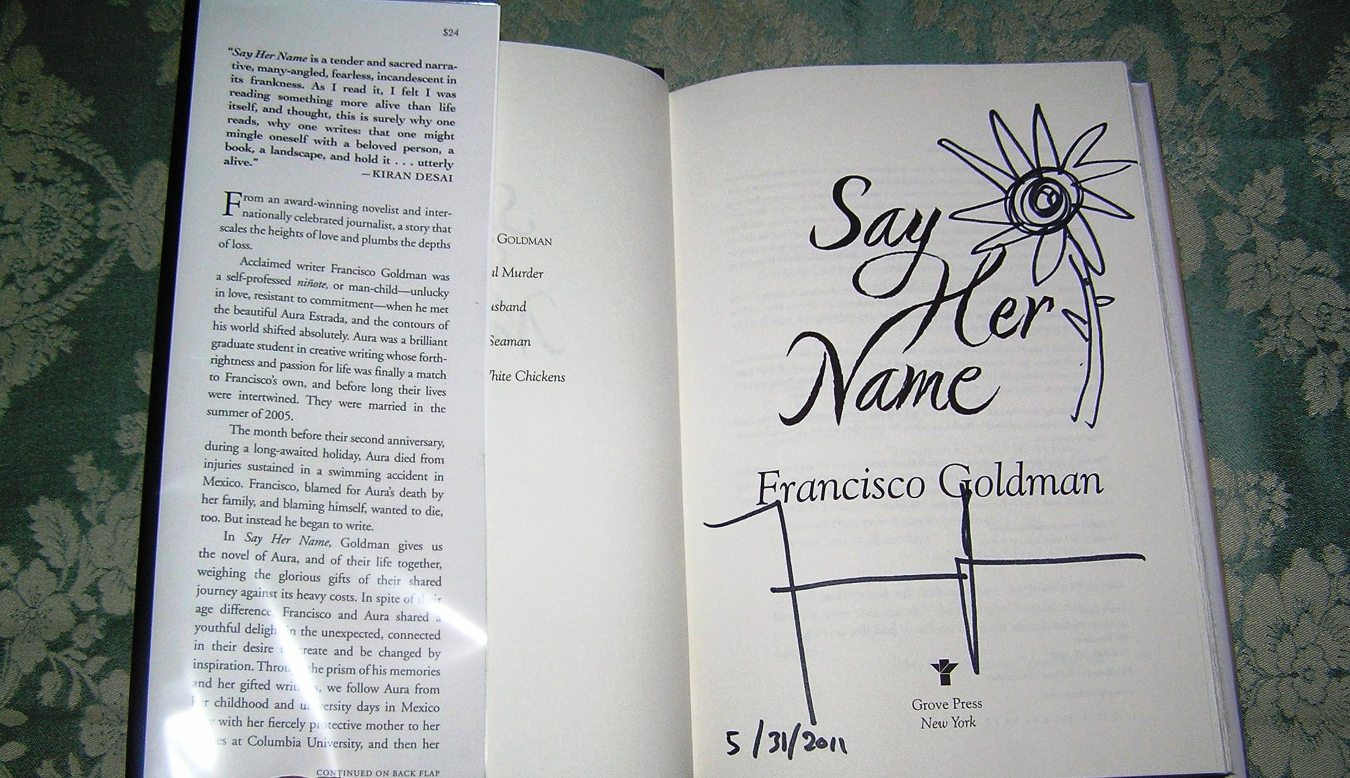 $24
"Say Her Name is a tender and sacred narra-
tive, many-angled, fearless, incandescent in
its frankness. As I read it, I felt I was
reading something more alive than life
itself, and thought, this is surely why one
reads, why one writes: that one might
mingle oneself with a beloved person, a
book, a landscape, and hold it . . . utterly
alive."
—KIRAN DESAI
From an award-winning novelist and inter-
nationally celebrated journalist, a story that
scales the heights of love and plumbs the depths
of loss.
Acclaimed writer Francisco Goldman was
a self-professed niñote, or man-child—unlucky
in love, resistant to commitment—when he met
the beautiful Aura Estrada, and the contours of
his world shifted absolutely. Aura was a brilliant
graduate student in creative writing whose forth-
rightness and passion for life was finally a match
to Francisco's own, and before long their lives
were intertwined. They were married in the
summer of 2005.
The month before their second anniversary,
during a long-awaited holiday, Aura died from
injuries sustained in a swimming accident in
Mexico. Francisco, blamed for Aura's death by
her family, and blaming himself, wanted to die,
too. But instead he began to write.
In Say Her Name, Goldman gives us
the novel of Aura, and of their life together,
weighing the glorious gifts of their shared
journey against its heavy costs. In spite of their
age difference, Francisco and Aura shared a
youthful delight in the unexpected, connected
in their desire to create and be changed by
inspiration. Through the prism of his memories
and her gifted writings, we follow Aura from
her childhood and university days in Mexico
with her fiercely protective mother to her
at Columbia University, and then her
CONTINUED ON BACK FLAP
GOLDMAN
Murder
usband
Seaman
White Chickens
Say
Her
Name
Francisco Goldman
Grove Press
New York
5/31/2011